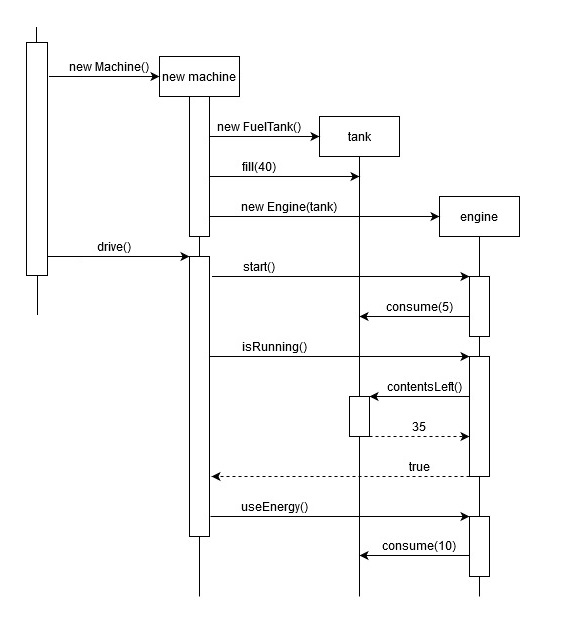 new Machine()
new machine
new FuelTank()
tank
fill(40)
new Engine(tank)
engine
drive()
start()
consume(5)
isRunning()
contentsLeft()
35
true
useEnergy()
consume(10)